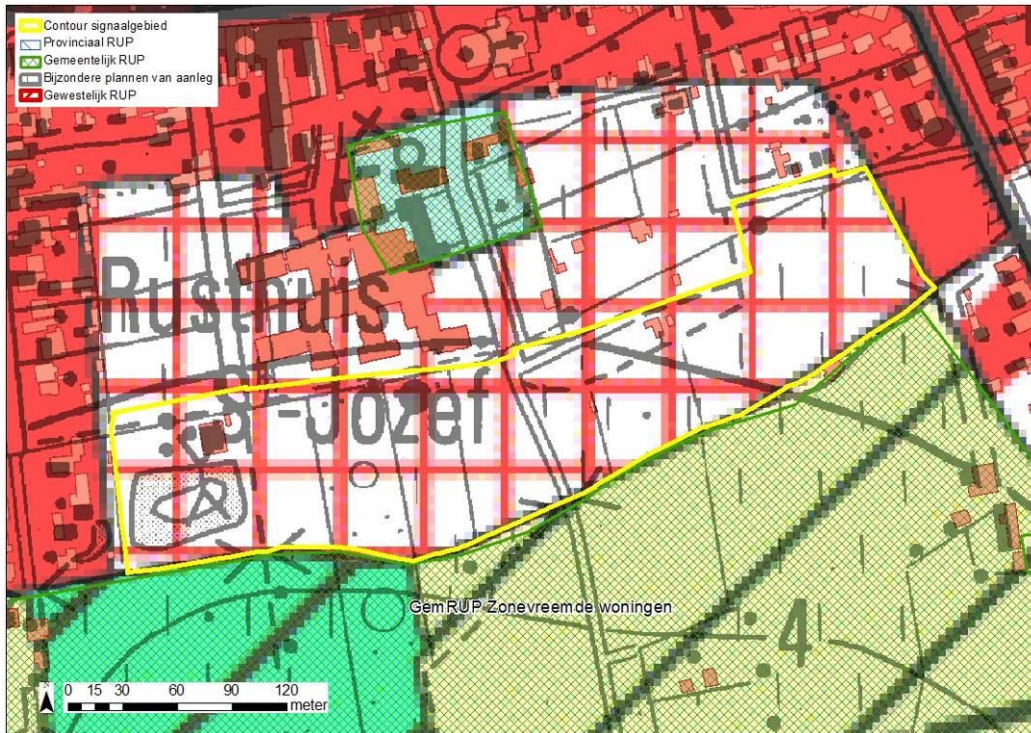 Contour signaalgebied
Provinciaal RUP
Gemeentelijk RUP
Bijzondere plannen van aanleg
Gewestelijk RUP
Rusthuis
-Jozef
GemRUP Zonevreemde woningen
4
0 15 30 60 90 120
meter